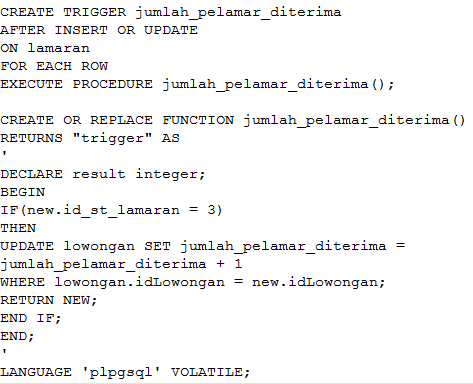 CREATE TRIGGER jumlah_pelamar_diterima
AFTER INSERT OR UPDATE
ON lamaran
FOR EACH ROW
EXECUTE PROCEDURE jumlah_pelamar_diterima();

CREATE OR REPLACE FUNCTION jumlah_pelamar_diterima()
RETURNS "trigger" AS
'
DECLARE result integer;
BEGIN
IF(new.id_st_lamaran = 3)
THEN
UPDATE lowongan SET jumlah_pelamar_diterima =
jumlah_pelamar_diterima + 1
WHERE lowongan.idLowongan = new.idLowongan;
RETURN NEW;
END IF;
END;
'
LANGUAGE 'plpgsql' VOLATILE;